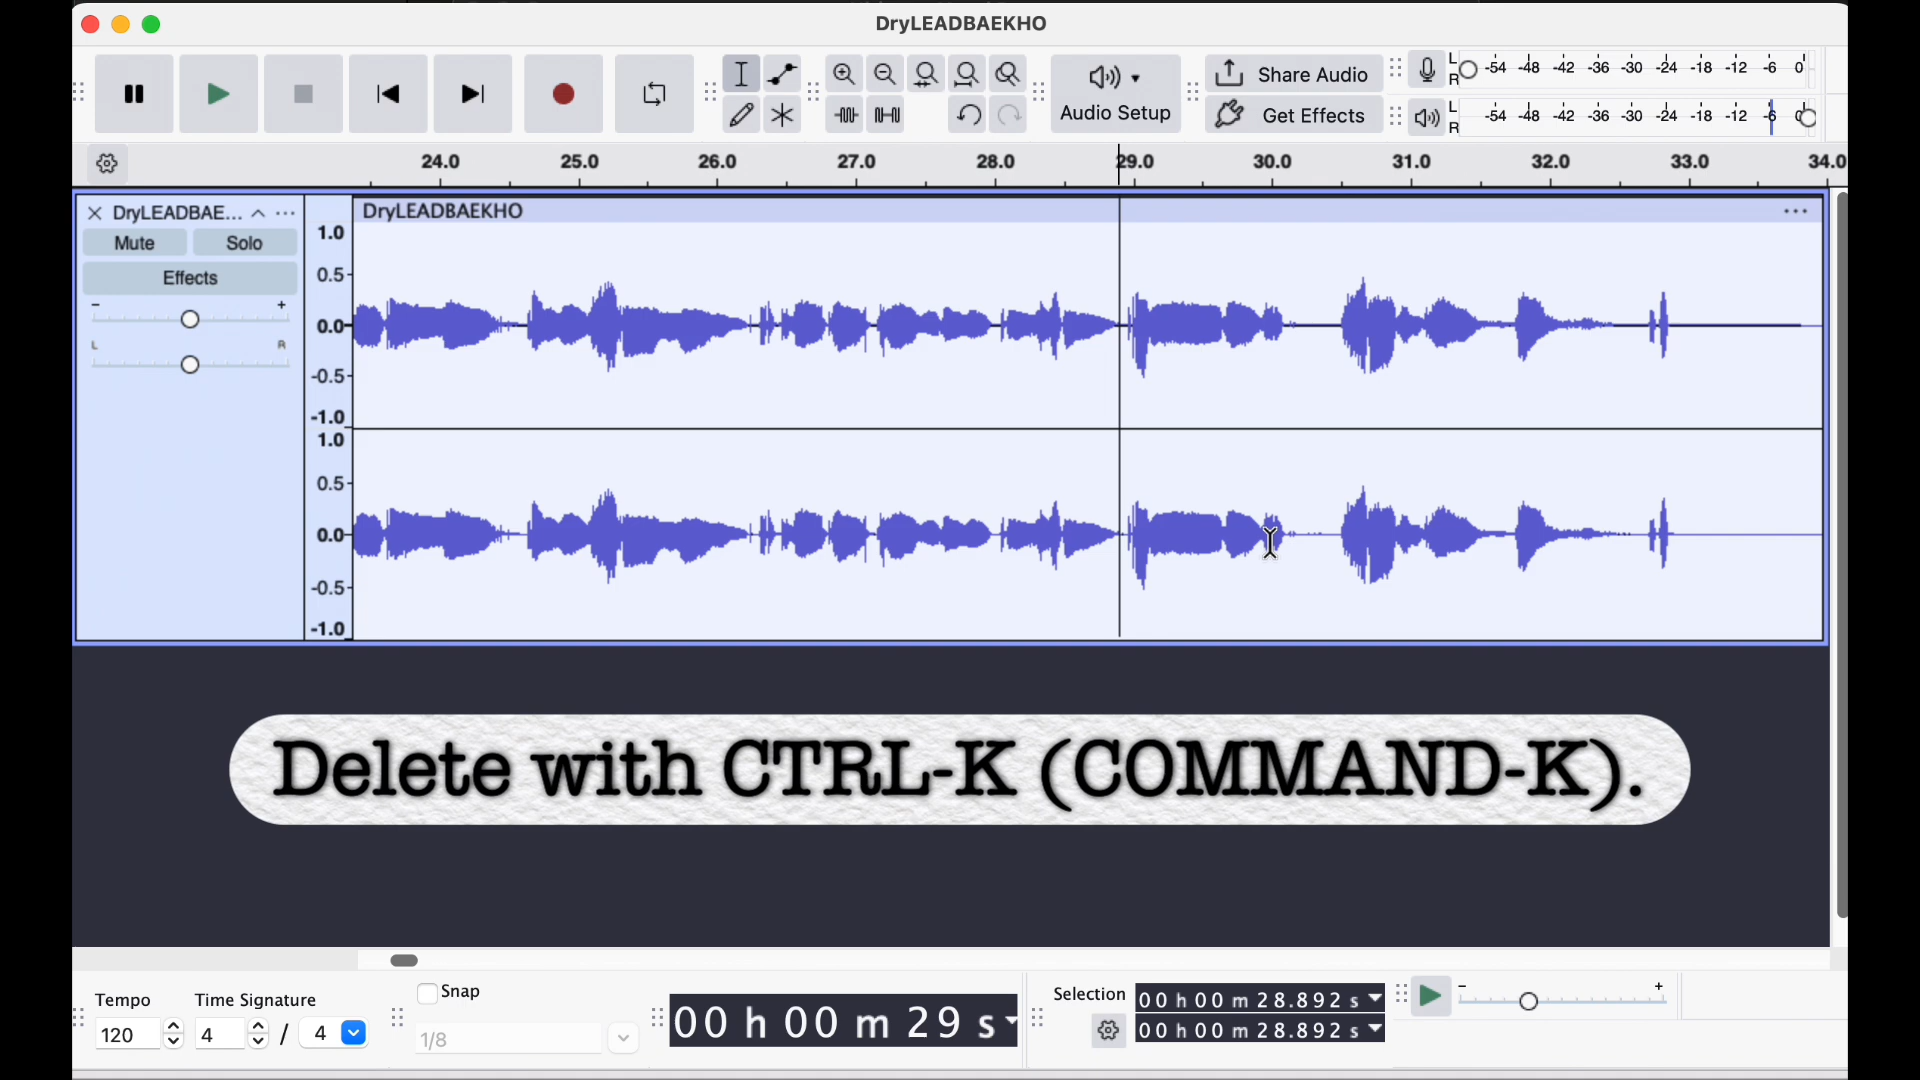 DryLEADBAEKHO
Share Audio
Audio Setup
Get Effects
L
R
-54 -48 -42 -36 -30 -24 -18 -12 -6 0
L
R
-54 -48 -42 -36 -30 -24 -18 -12 -6 0
24.0 25.0 26.0 27.0 28.0 29.0 30.0 31.0 32.0 33.0 34.0
DryLEADBAE...
DryLEADBAEKHO
Mute Solo
Effects
- +
L R
1.0
0.5
0.0
-0.5
-1.0
1.0
0.5
0.0
-0.5
-1.0
Delete with CTRL-K (COMMAND-K).
Tempo
120
Time Signature
4 / 4
Snap
1/8
00 h 00 m 29 s
Selection
00 h 00 m 28.892 s
00 h 00 m 28.892 s
- +